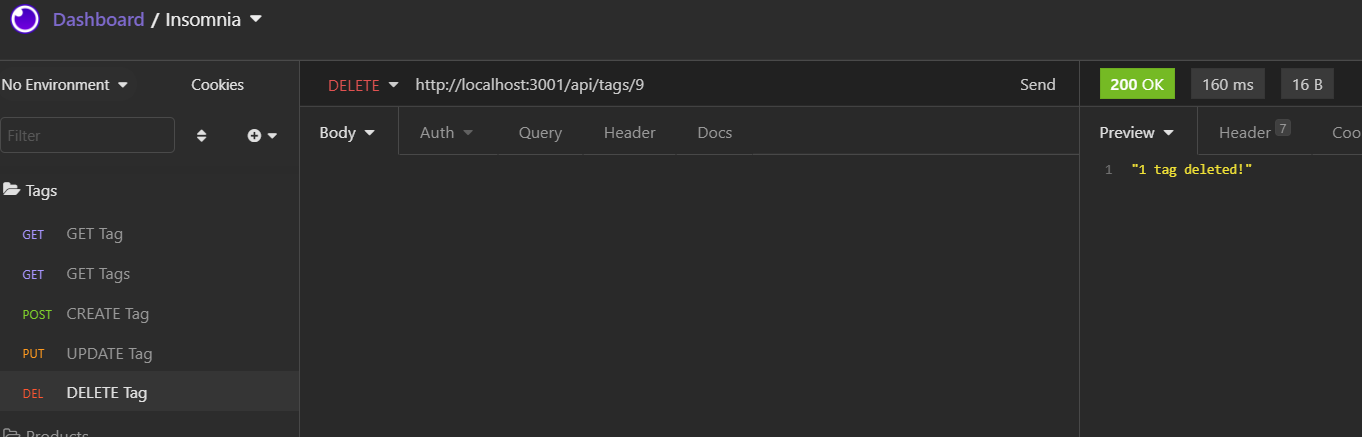 Dashboard / Insomnia
No Environment
Cookies
DELETE http://localhost:3001/api/tags/9 Send
200 OK 160 ms 16 B
Filter
Body Auth Query Header Docs
Preview Header 7 Coo
1 "1 tag deleted!"
Tags
GET GET Tag
GET GET Tags
POST CREATE Tag
PUT UPDATE Tag
DEL DELETE Tag
Products